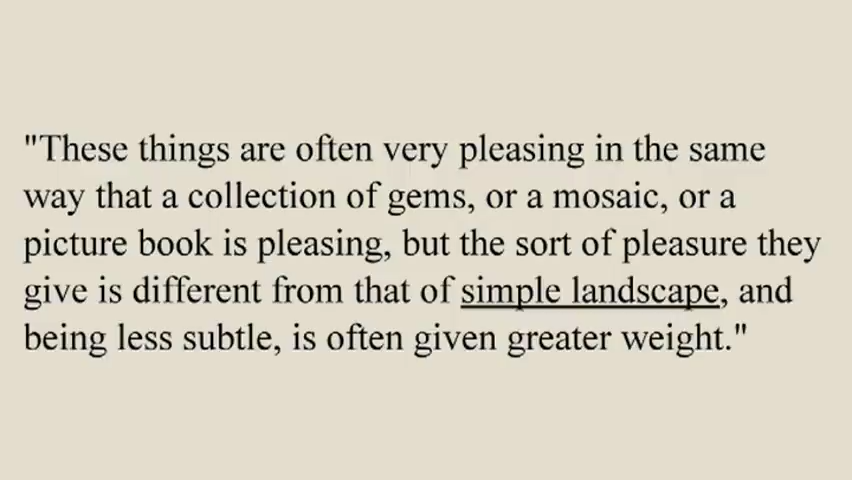 "These things are often very pleasing in the same
way that a collection of gems, or a mosaic, or a
picture book is pleasing, but the sort of pleasure they
give is different from that of simple landscape, and
being less subtle, is often given greater weight."